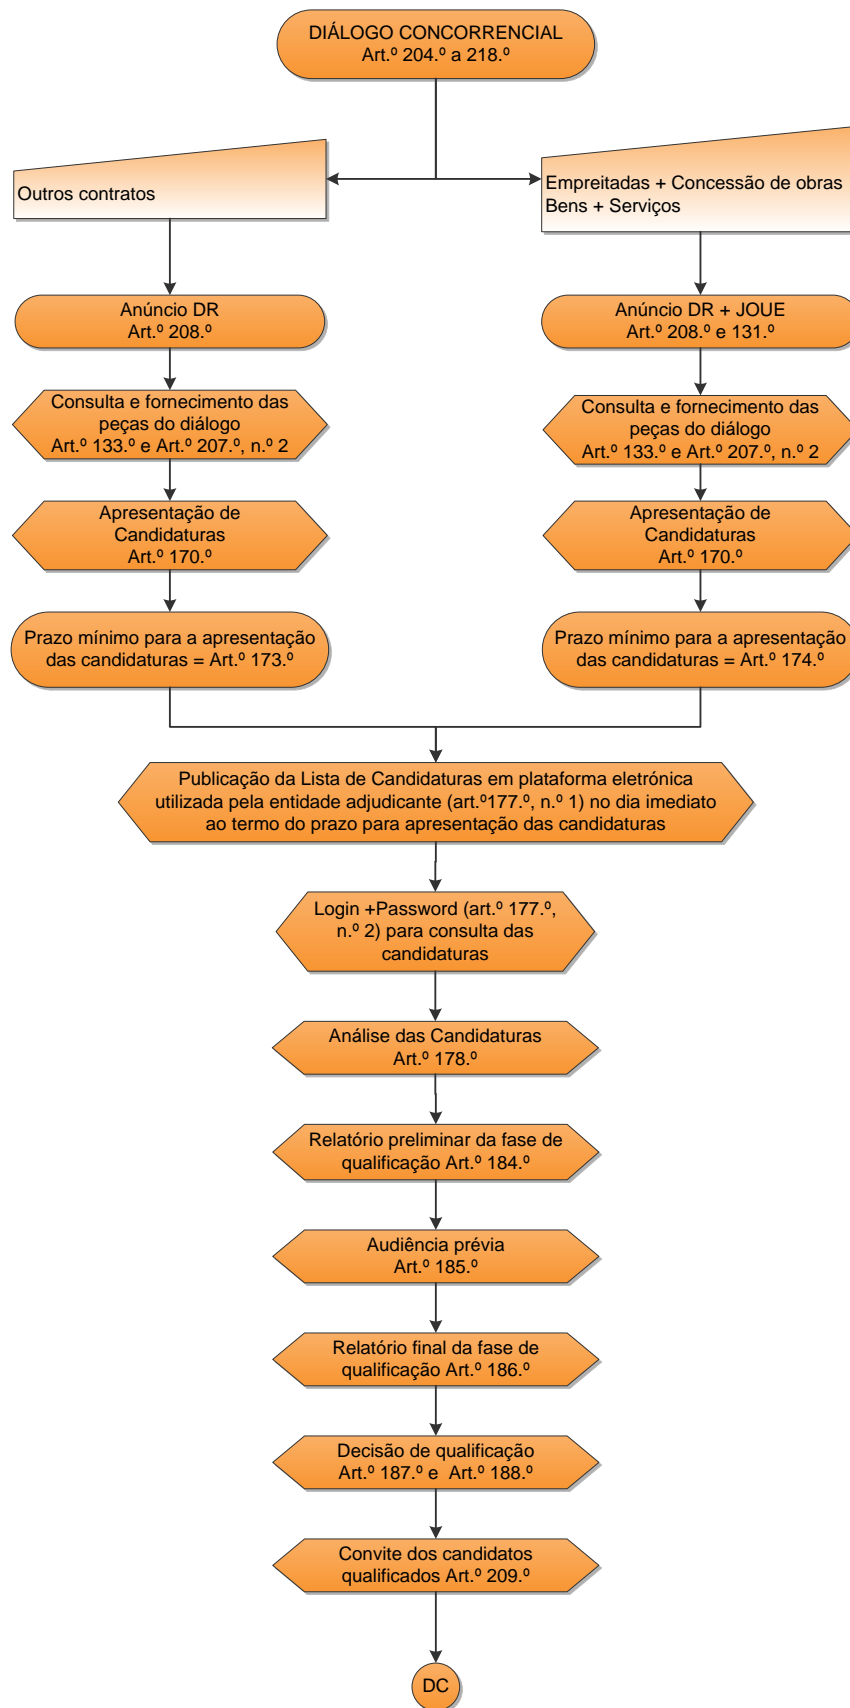 DIÁLOGO CONCORRENCIAL
Art.º 204.º a 218.º
Outros contratos
Empreitadas + Concessão de obras
Bens + Serviços
Anúncio DR
Art.º 208.º
Anúncio DR + JOUE
Art.º 208.º e 131.º
Consulta e fornecimento das
peças do diálogo
Art.º 133.º e Art.º 207.º, n.º 2
Consulta e fornecimento das
peças do diálogo
Art.º 133.º e Art.º 207.º, n.º 2
Apresentação de
Candidaturas
Art.º 170.º
Apresentação de
Candidaturas
Art.º 170.º
Prazo mínimo para a apresentação
das candidaturas = Art.º 173.º
Prazo mínimo para a apresentação
das candidaturas = Art.º 174.º
Publicação da Lista de Candidaturas em plataforma eletrónica
utilizada pela entidade adjudicante (art.º177.º, n.º 1) no dia imediato
ao termo do prazo para apresentação das candidaturas
Login +Password (art.º 177.º,
n.º 2) para consulta das
candidaturas
Análise das Candidaturas
Art.º 178.º
Relatório preliminar da fase de
qualificação Art.º 184.º
Audiência prévia
Art.º 185.º
Relatório final da fase de
qualificação Art.º 186.º
Decisão de qualificação
Art.º 187.º e  Art.º 188.º
Convite dos candidatos
qualificados Art.º 209.º
DC